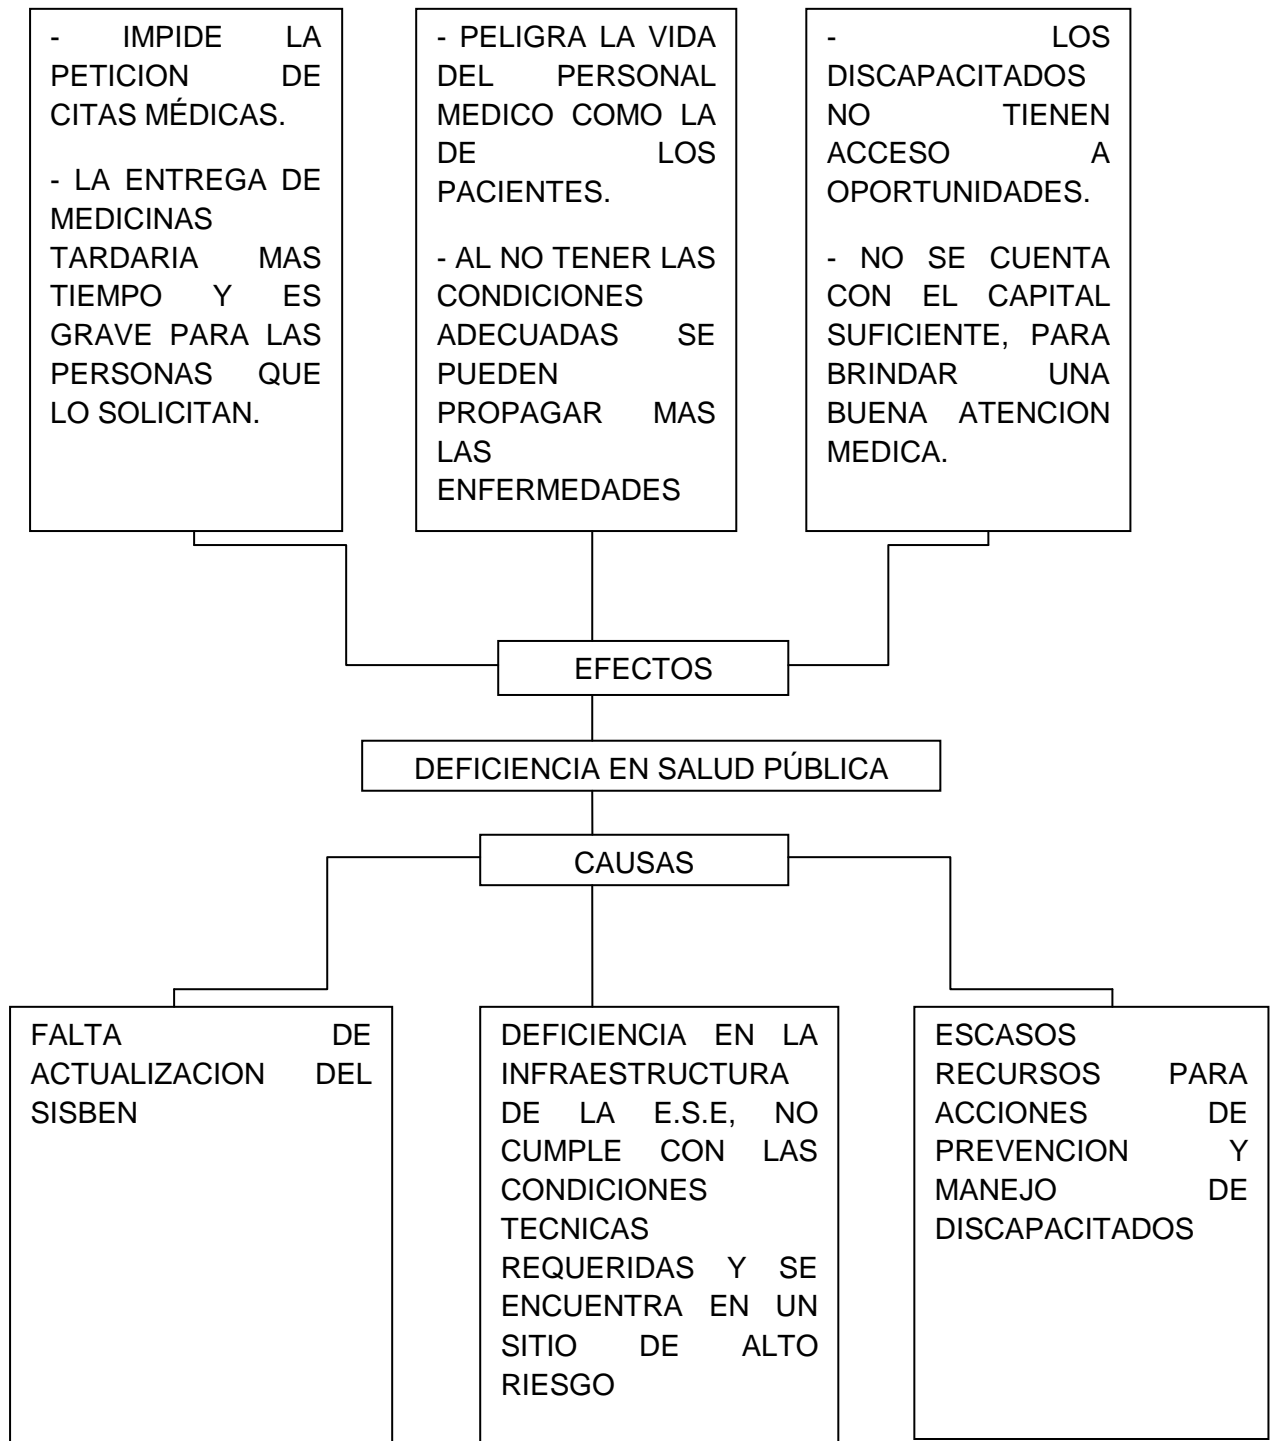 - IMPIDE LA
PETICION DE
CITAS MÉDICAS.
- LA ENTREGA DE
MEDICINAS
TARDARIA MAS
TIEMPO Y ES
GRAVE PARA LAS
PERSONAS QUE
LO SOLICITAN.
- PELIGRA LA VIDA
DEL PERSONAL
MEDICO COMO LA
DE LOS
PACIENTES.
- AL NO TENER LAS
CONDICIONES
ADECUADAS SE
PUEDEN
PROPAGAR MAS
LAS
ENFERMEDADES
- LOS
DISCAPACITADOS
NO TIENEN
ACCESO A
OPORTUNIDADES.
- NO SE CUENTA
CON EL CAPITAL
SUFICIENTE, PARA
BRINDAR UNA
BUENA ATENCION
MEDICA.
EFECTOS
DEFICIENCIA EN SALUD PÚBLICA
CAUSAS
FALTA DE
ACTUALIZACION DEL
SISBEN
DEFICIENCIA EN LA
INFRAESTRUCTURA
DE LA E.S.E, NO
CUMPLE CON LAS
CONDICIONES
TECNICAS
REQUERIDAS Y SE
ENCUENTRA EN UN
SITIO DE ALTO
RIESGO
ESCASOS
RECURSOS PARA
ACCIONES DE
PREVENCION Y
MANEJO DE
DISCAPACITADOS